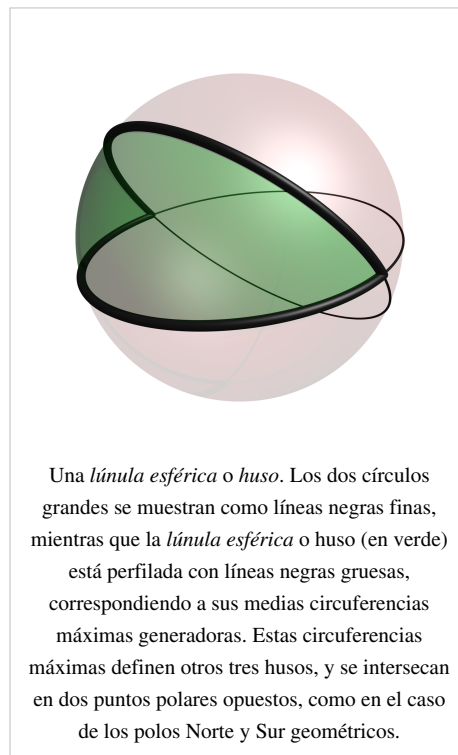 Una lúnula esférica o huso. Los dos círculos
grandes se muestran como líneas negras finas,
mientras que la lúnula esférica o huso (en verde)
está perfilada con líneas negras gruesas,
correspondiendo a sus medias circuferencias
máximas generadoras. Estas circuferencias
máximas definen otros tres husos, y se intersecan
en dos puntos polares opuestos, como en el caso
de los polos Norte y Sur geométricos.